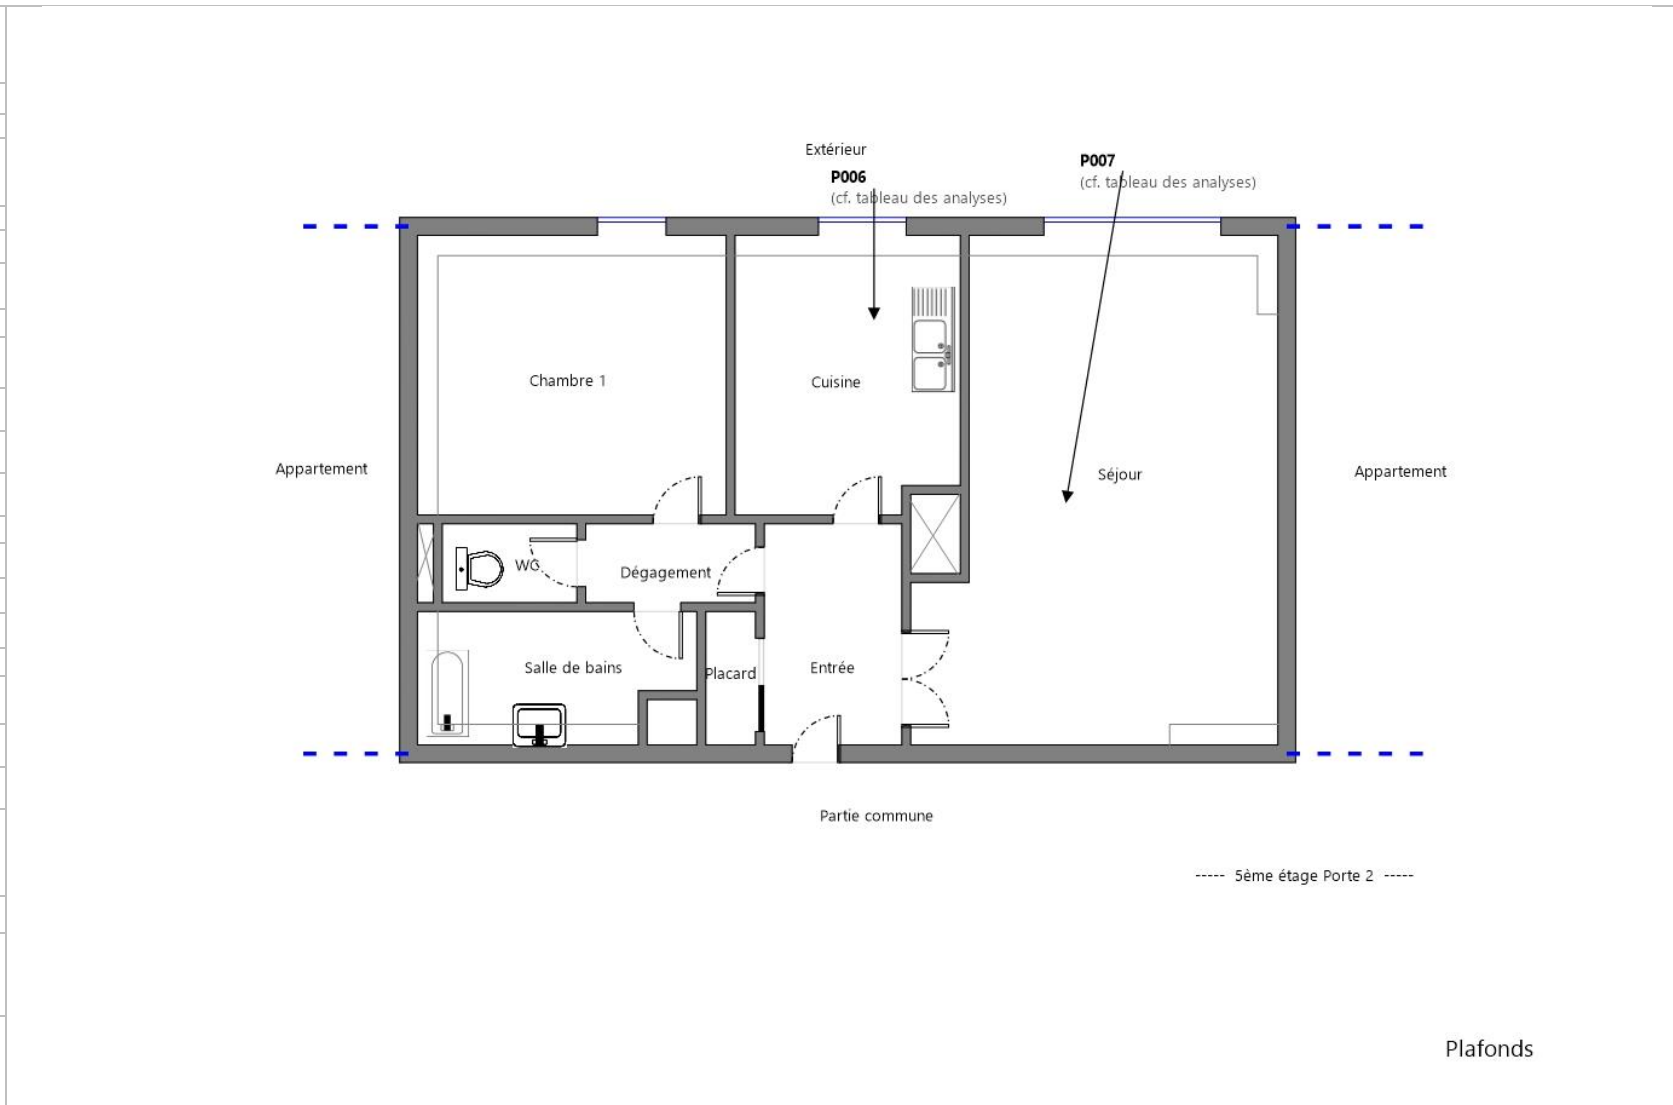 Extérieur
P006
(cf. tableau des analyses)
P007
(cf. tableau des analyses)
Chambre 1
Cuisine
Séjour
Appartement
Appartement
WC
Dégagement
Salle de bains
Placard
Entrée
Partie commune
----- 5ème étage Porte 2 -----
Plafonds